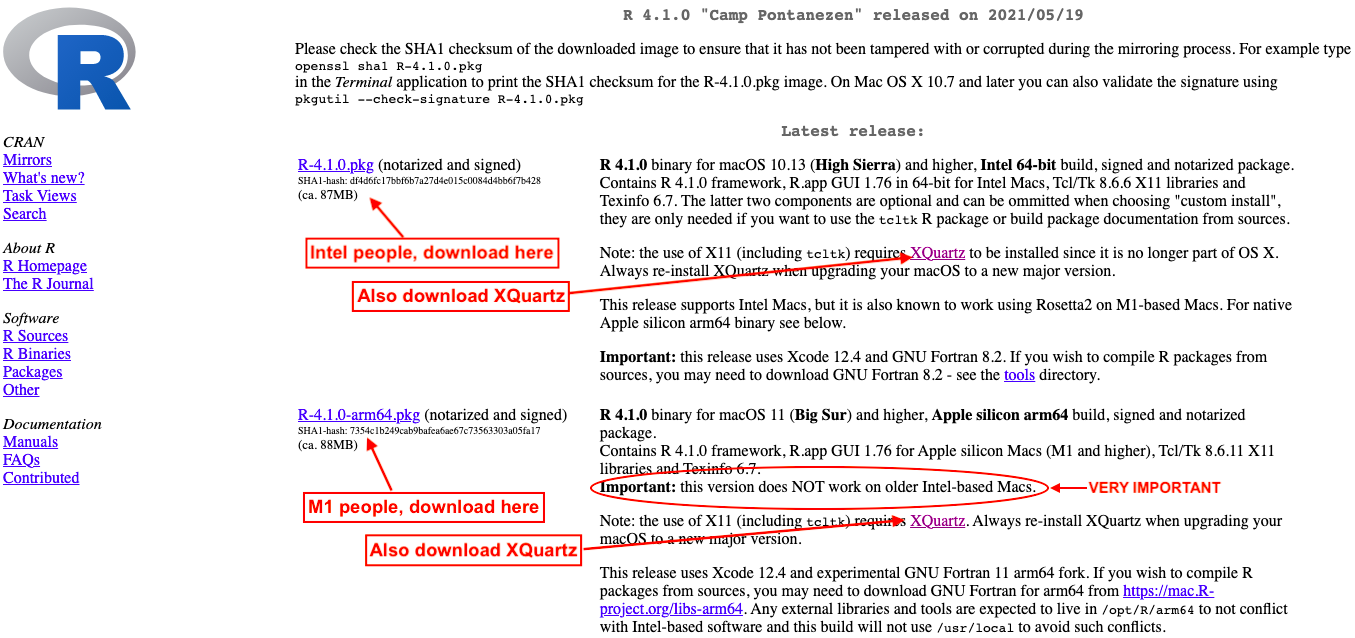 R
R 4.1.0 "Camp Pontanezen" released on 2021/05/19
Please check the SHA1 checksum of the downloaded image to ensure that it has not been tampered with or corrupted during the mirroring process. For example type
openssl sha1 R-4.1.0.pkg
in the Terminal application to print the SHA1 checksum for the R-4.1.0.pkg image. On Mac OS X 10.7 and later you can also validate the signature using
pkgutil --check-signature R-4.1.0.pkg
CRAN
Mirrors
What's new?
Task Views
Search
About R
R Homepage
The R Journal
Software
R Sources
R Binaries
Packages
Other
Documentation
Manuals
FAQs
Contributed
Latest release:
R-4.1.0.pkg (notarized and signed)
SHA1-hash: df4d6fc17bbf6b7a27d4e015c0084d4bb6f7b428
(ca. 87MB)
Intel people, download here
Also download XQuartz
R 4.1.0 binary for macOS 10.13 (High Sierra) and higher, Intel 64-bit build, signed and notarized package.
Contains R 4.1.0 framework, R.app GUI 1.76 in 64-bit for Intel Macs, Tcl/Tk 8.6.6 X11 libraries and
Texinfo 6.7. The latter two components are optional and can be ommitted when choosing "custom install",
they are only needed if you want to use the tcltk R package or build package documentation from sources.
Note: the use of X11 (including tcltk) requires XQuartz to be installed since it is no longer part of OS X.
Always re-install XQuartz when upgrading your macOS to a new major version.
This release supports Intel Macs, but it is also known to work using Rosetta2 on M1-based Macs. For native
Apple silicon arm64 binary see below.
Important: this release uses Xcode 12.4 and GNU Fortran 8.2. If you wish to compile R packages from
sources, you may need to download GNU Fortran 8.2 - see the tools directory.
R-4.1.0-arm64.pkg (notarized and signed)
SHA1-hash: 7354c1b249cab9bafea6ae67c73563303a05fa17
(ca. 88MB)
M1 people, download here
Also download XQuartz
R 4.1.0 binary for macOS 11 (Big Sur) and higher, Apple silicon arm64 build, signed and notarized
package.
Contains R 4.1.0 framework, R.app GUI 1.76 for Apple silicon Macs (M1 and higher), Tcl/Tk 8.6.11 X11
libraries and Texinfo 6.7.
Important: this version does NOT work on older Intel-based Macs.
VERY IMPORTANT
Note: the use of X11 (including tcltk) requires XQuartz. Always re-install XQuartz when upgrading your
macOS to a new major version.
This release uses Xcode 12.4 and experimental GNU Fortran 11 arm64 fork. If you wish to compile R
packages from sources, you may need to download GNU Fortran for arm64 from https://mac.R-
project.org/libs-arm64. Any external libraries and tools are expected to live in /opt/R/arm64 to not conflict
with Intel-based software and this build will not use /usr/local to avoid such conflicts.